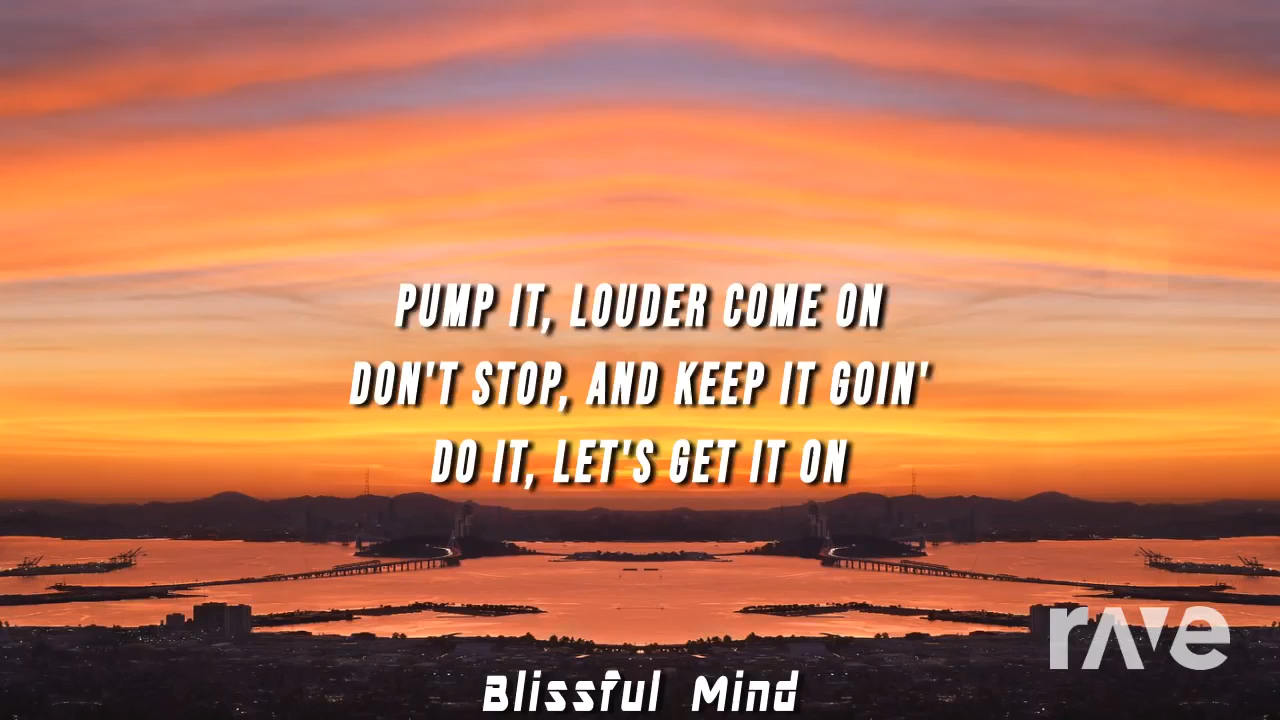 PUMP IT, LOUDER COME ON
DON'T STOP, AND KEEP IT GOIN'
DO IT, LET'S GET IT ON
rave
Blissful Mind